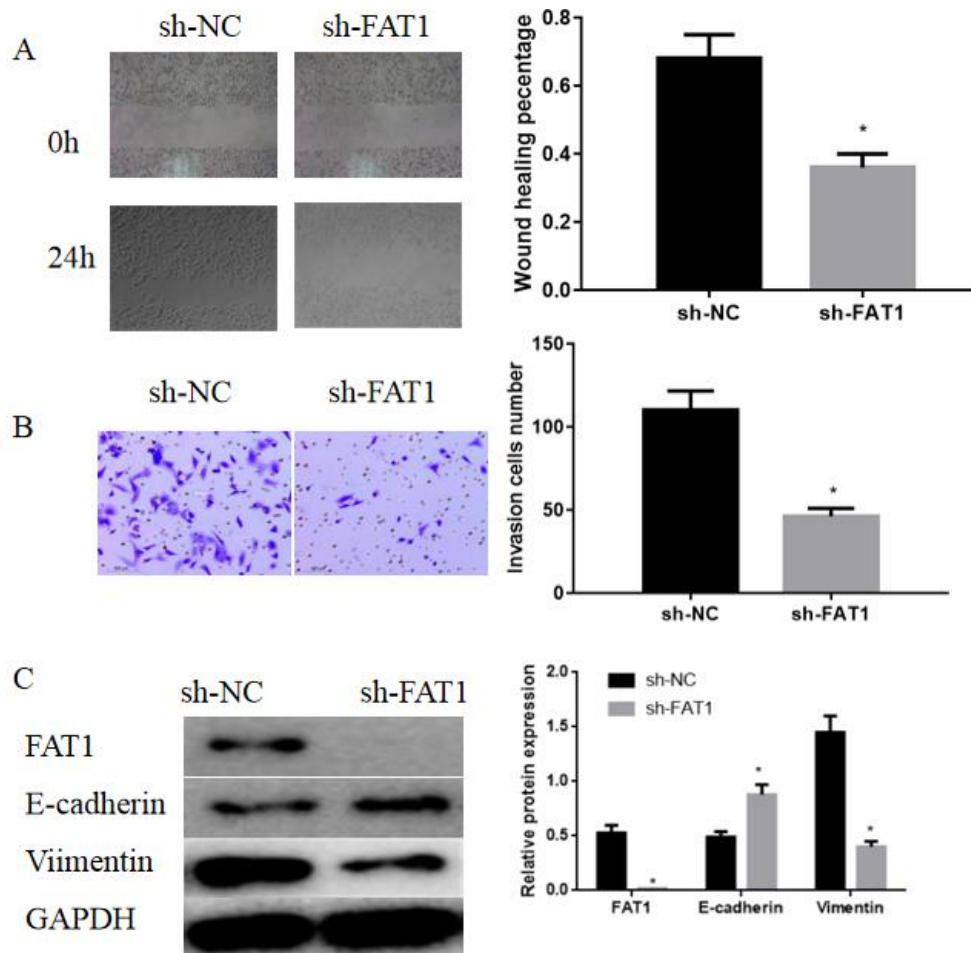 A
sh-NC sh-FAT1
0h
24h
Wound healing pecentage
0.8
0.6
0.4
0.2
0.0
*
sh-NC sh-FAT1
B
sh-NC sh-FAT1
Invasion cells number
150
100
50
0
*
sh-NC sh-FAT1
C
sh-NC sh-FAT1
FAT1
E-cadherin
Viimentin
GAPDH
Relative protein expression
2.0
1.5
1.0
0.5
0.0
sh-NC
sh-FAT1
*
*
*
FAT1 E-cadherin Vimentin